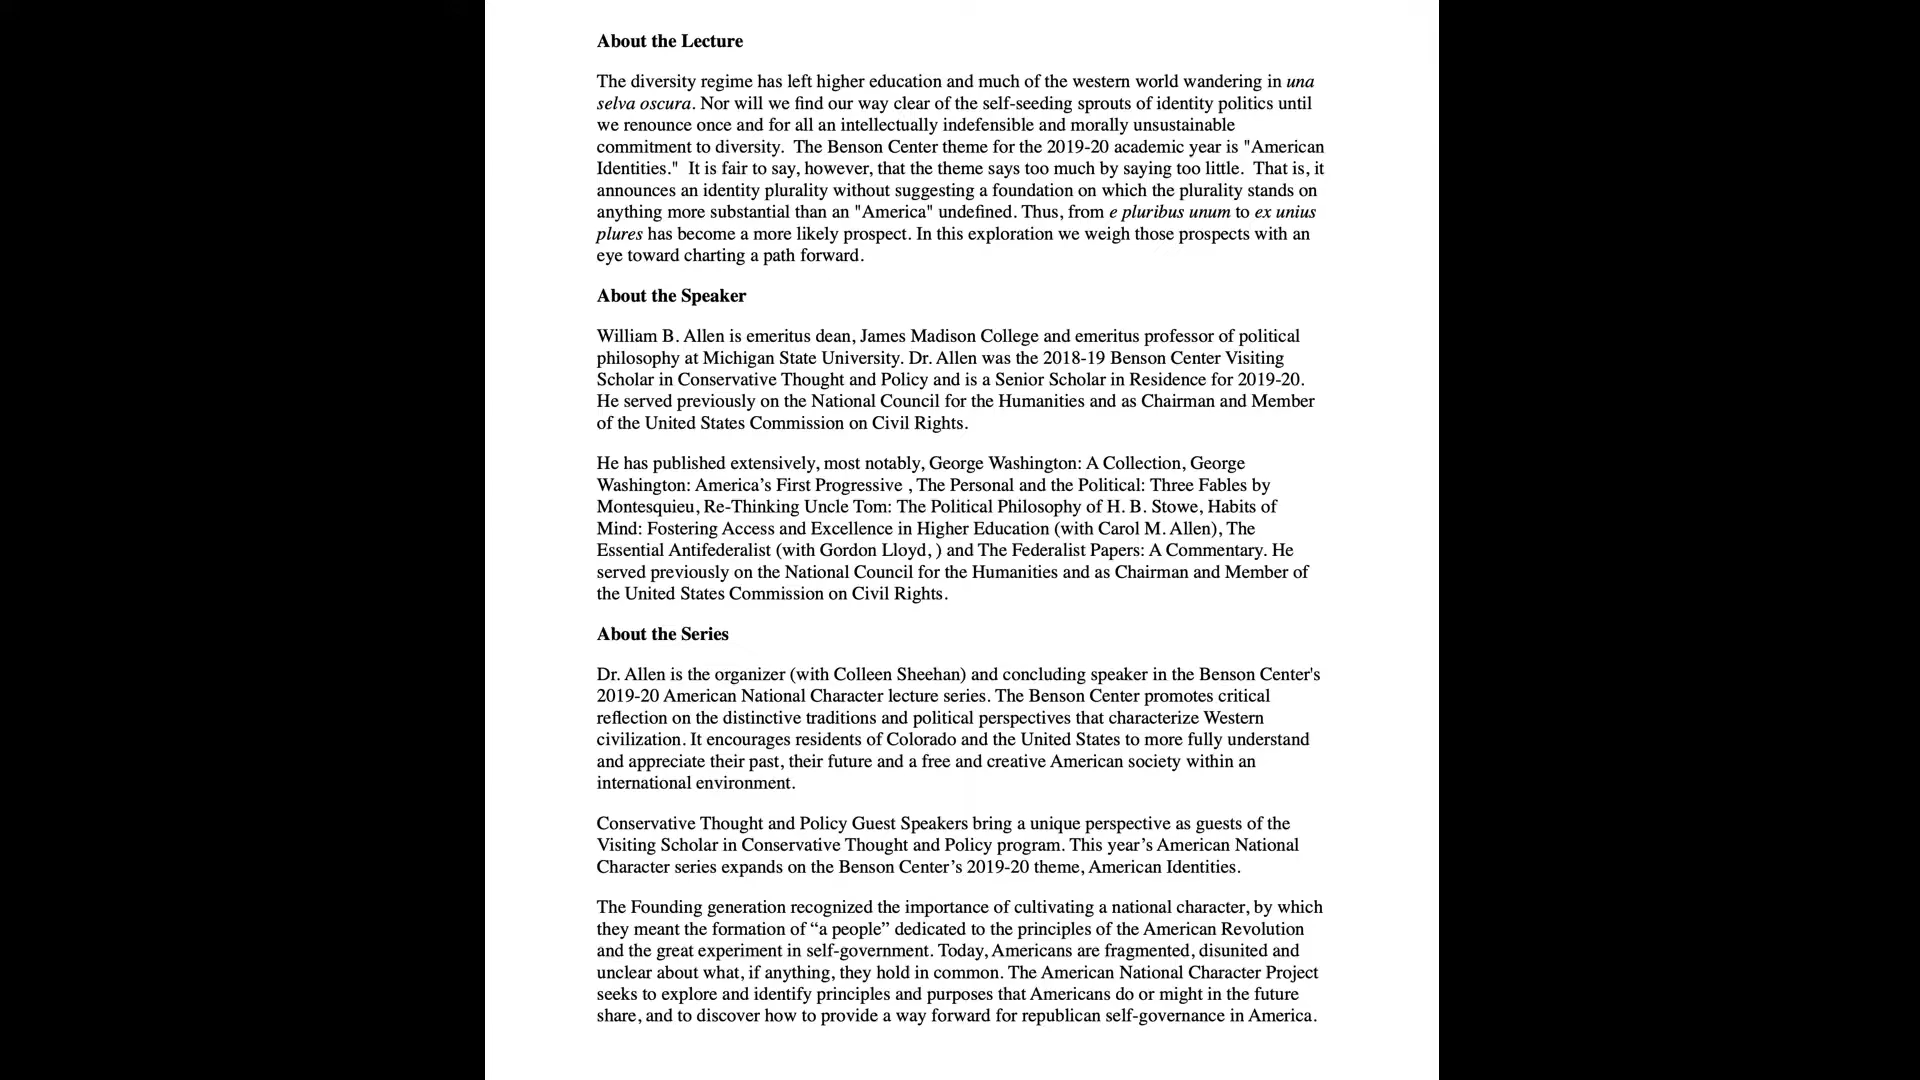 About the Lecture
The diversity regime has left higher education and much of the western world wandering in una
selva oscura. Nor will we find our way clear of the self-seeding sprouts of identity politics until
we renounce once and for all an intellectually indefensible and morally unsustainable
commitment to diversity.  The Benson Center theme for the 2019-20 academic year is "American
Identities."  It is fair to say, however, that the theme says too much by saying too little.  That is, it
announces an identity plurality without suggesting a foundation on which the plurality stands on
anything more substantial than an "America" undefined. Thus, from e pluribus unum to ex unius
plures has become a more likely prospect. In this exploration we weigh those prospects with an
eye toward charting a path forward.
About the Speaker
William B. Allen is emeritus dean, James Madison College and emeritus professor of political
philosophy at Michigan State University. Dr. Allen was the 2018-19 Benson Center Visiting
Scholar in Conservative Thought and Policy and is a Senior Scholar in Residence for 2019-20.
He served previously on the National Council for the Humanities and as Chairman and Member
of the United States Commission on Civil Rights.
He has published extensively, most notably, George Washington: A Collection, George
Washington: America’s First Progressive , The Personal and the Political: Three Fables by
Montesquieu, Re-Thinking Uncle Tom: The Political Philosophy of H. B. Stowe, Habits of
Mind: Fostering Access and Excellence in Higher Education (with Carol M. Allen), The
Essential Antifederalist (with Gordon Lloyd, ) and The Federalist Papers: A Commentary. He
served previously on the National Council for the Humanities and as Chairman and Member of
the United States Commission on Civil Rights.
About the Series
Dr. Allen is the organizer (with Colleen Sheehan) and concluding speaker in the Benson Center's
2019-20 American National Character lecture series. The Benson Center promotes critical
reflection on the distinctive traditions and political perspectives that characterize Western
civilization. It encourages residents of Colorado and the United States to more fully understand
and appreciate their past, their future and a free and creative American society within an
international environment.
Conservative Thought and Policy Guest Speakers bring a unique perspective as guests of the
Visiting Scholar in Conservative Thought and Policy program. This year’s American National
Character series expands on the Benson Center’s 2019-20 theme, American Identities.
The Founding generation recognized the importance of cultivating a national character, by which
they meant the formation of “a people” dedicated to the principles of the American Revolution
and the great experiment in self-government. Today, Americans are fragmented, disunited and
unclear about what, if anything, they hold in common. The American National Character Project
seeks to explore and identify principles and purposes that Americans do or might in the future
share, and to discover how to provide a way forward for republican self-governance in America.